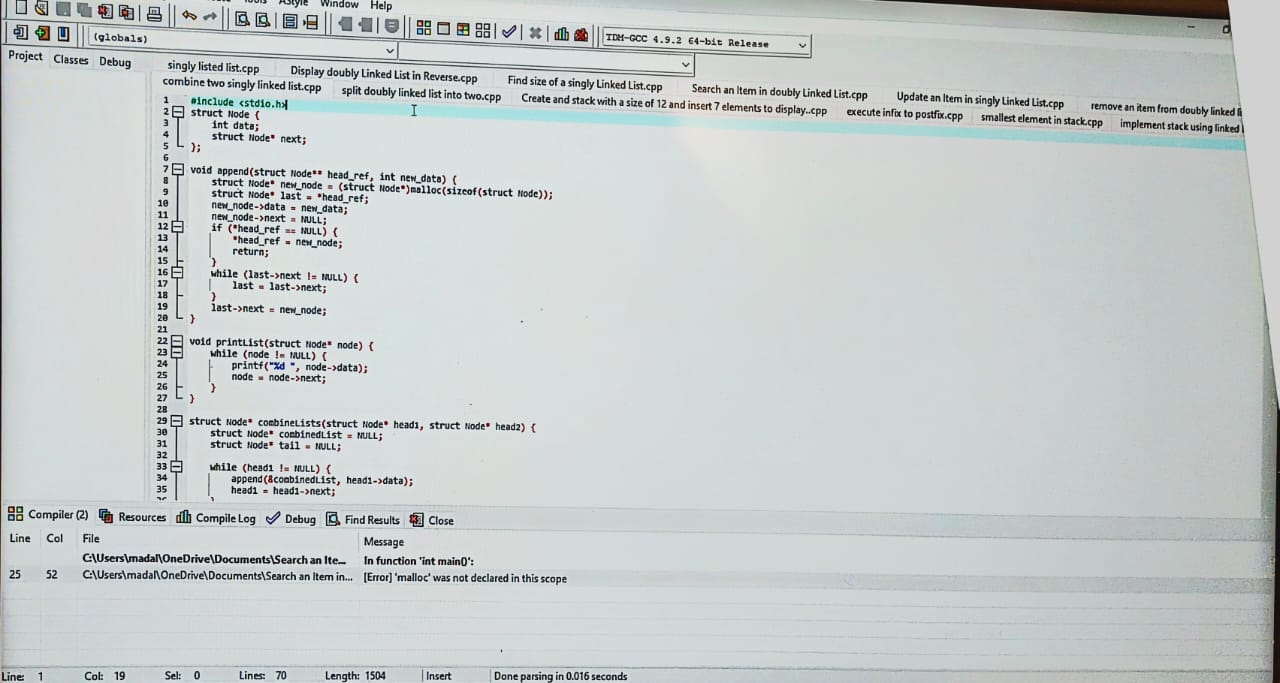 AStyle Window Help
TDM-GCC 4.9.2 64-bit Release
(globals)
Project Classes Debug
singly listed list.cpp Display doubly Linked List in Reverse.cpp Find size of a singly Linked List.cpp Search an Item in doubly Linked List.cpp Update an Item in singly Linked List.cpp remove an item from doubly linked
combine two singly linked list.cpp split doubly linked list into two.cpp Create and stack with a size of 12 and insert 7 elements to display..cpp execute infix to postfix.cpp smallest element in stack.cpp implement stack using linked
1 #include <stdio.h>
2 struct Node {
3 int data;
4 struct Node* next;
5 };
6
7 void append(struct Node** head_ref, int new_data) {
8 struct Node* new_node = (struct Node*)malloc(sizeof(struct Node));
9 struct Node* last = *head_ref;
10 new_node->data = new_data;
11 new_node->next = NULL;
12 if (*head_ref == NULL) {
13 *head_ref = new_node;
14 return;
15 }
16 while (last->next != NULL) {
17 last = last->next;
18 }
19 last->next = new_node;
20 }
21
22 void printList(struct Node* node) {
23 while (node != NULL) {
24 printf("%d ", node->data);
25 node = node->next;
26 }
27 }
28
29 struct Node* combineLists(struct Node* head1, struct Node* head2) {
30 struct Node* combinedList = NULL;
31 struct Node* tail = NULL;
32
33 while (head1 != NULL) {
34 append(&combinedList, head1->data);
35 head1 = head1->next;
Compiler (2) Resources Compile Log Debug Find Results Close
Line Col File Message
C:\Users\madal\OneDrive\Documents\Search an Ite... In function 'int main()':
25 52 C:\Users\madal\OneDrive\Documents\Search an Item in... [Error] 'malloc' was not declared in this scope
Line: 1 Col: 19 Sel: 0 Lines: 70 Length: 1504 Insert Done parsing in 0.016 seconds